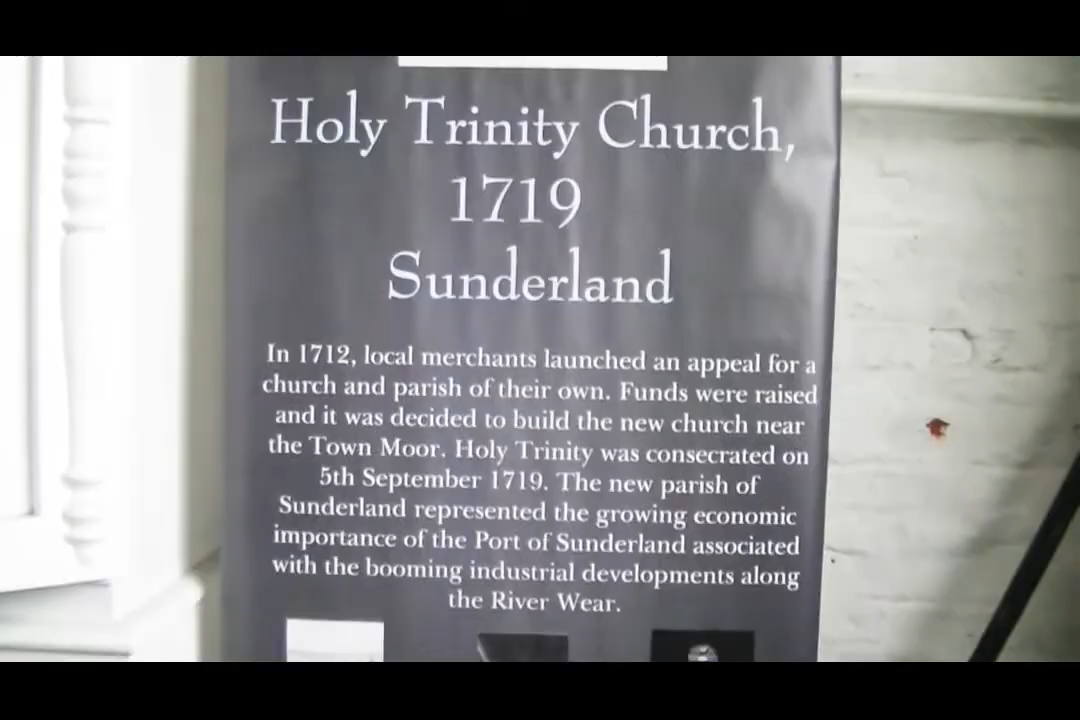 Holy Trinity Church,
1719
Sunderland
In 1712, local merchants launched an appeal for a
church and parish of their own. Funds were raised
and it was decided to build the new church near
the Town Moor. Holy Trinity was consecrated on
5th September 1719. The new parish of
Sunderland represented the growing economic
importance of the Port of Sunderland associated
with the booming industrial developments along
the River Wear.